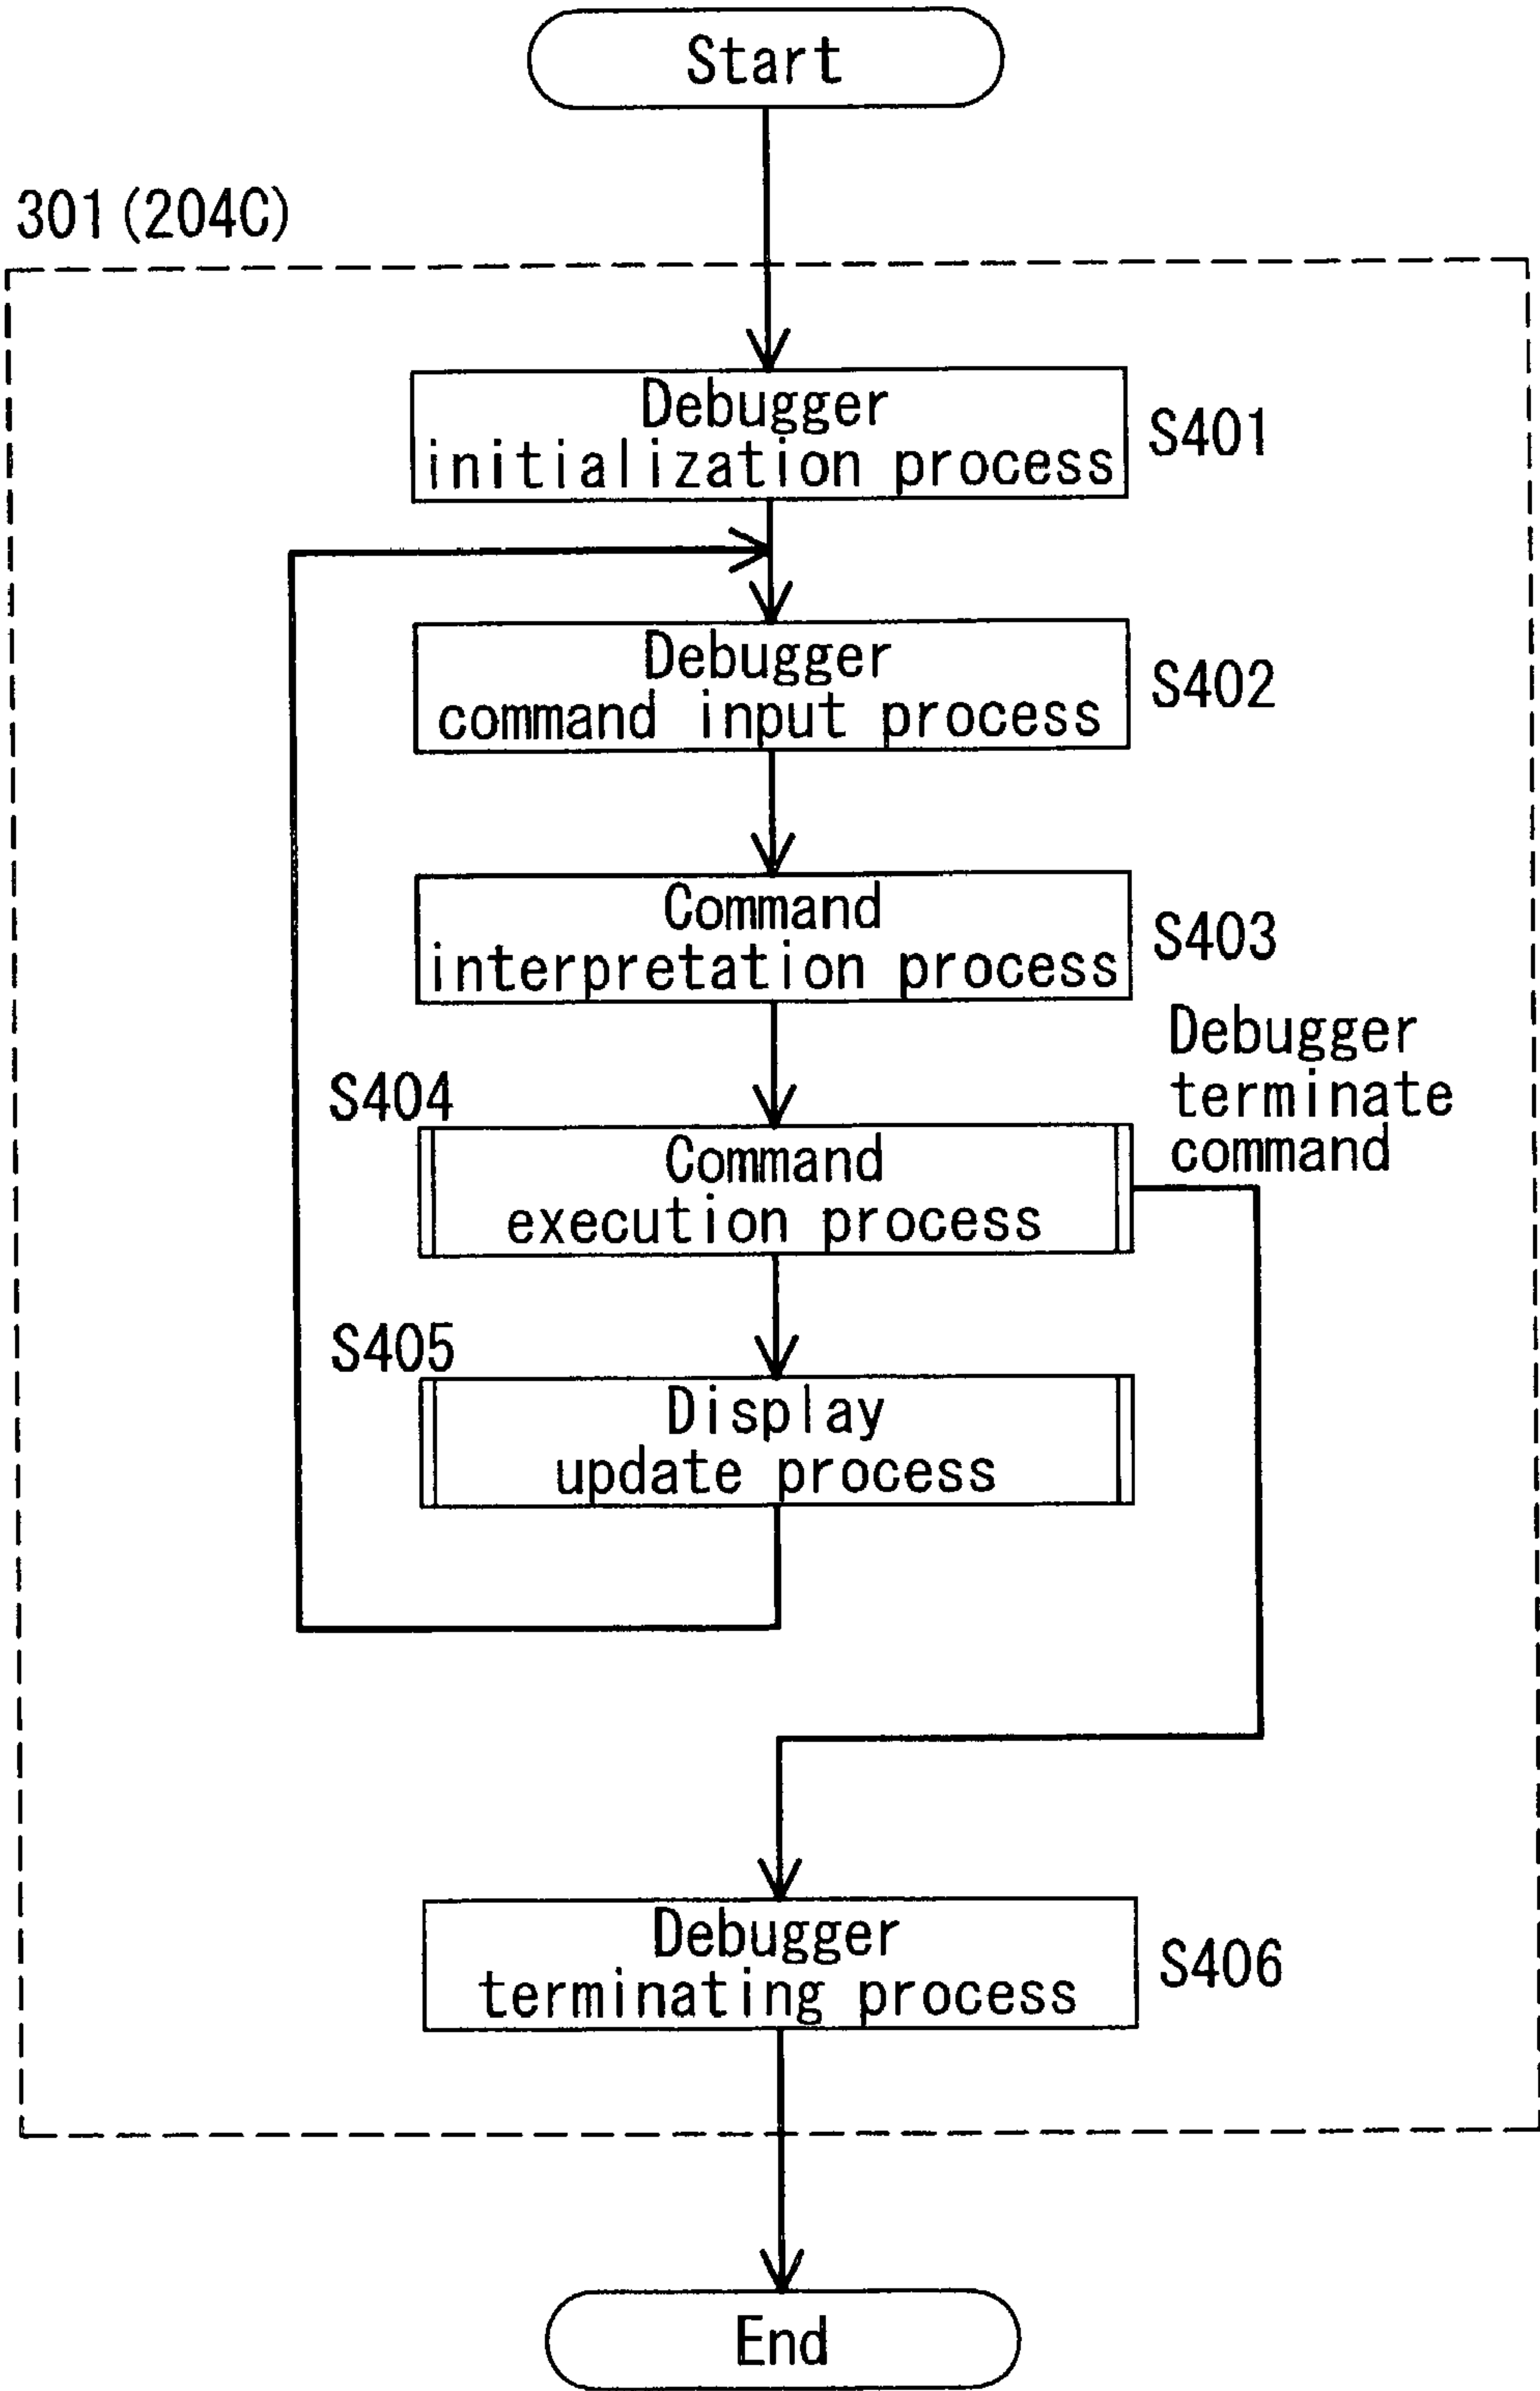 Start
301(204C)
Debugger
initialization process
S401
Debugger
command input process
S402
Command
interpretation process
S403
Debugger
terminate
command
S404
Command
execution process
S405
Display
update process
Debugger
terminating process
S406
End